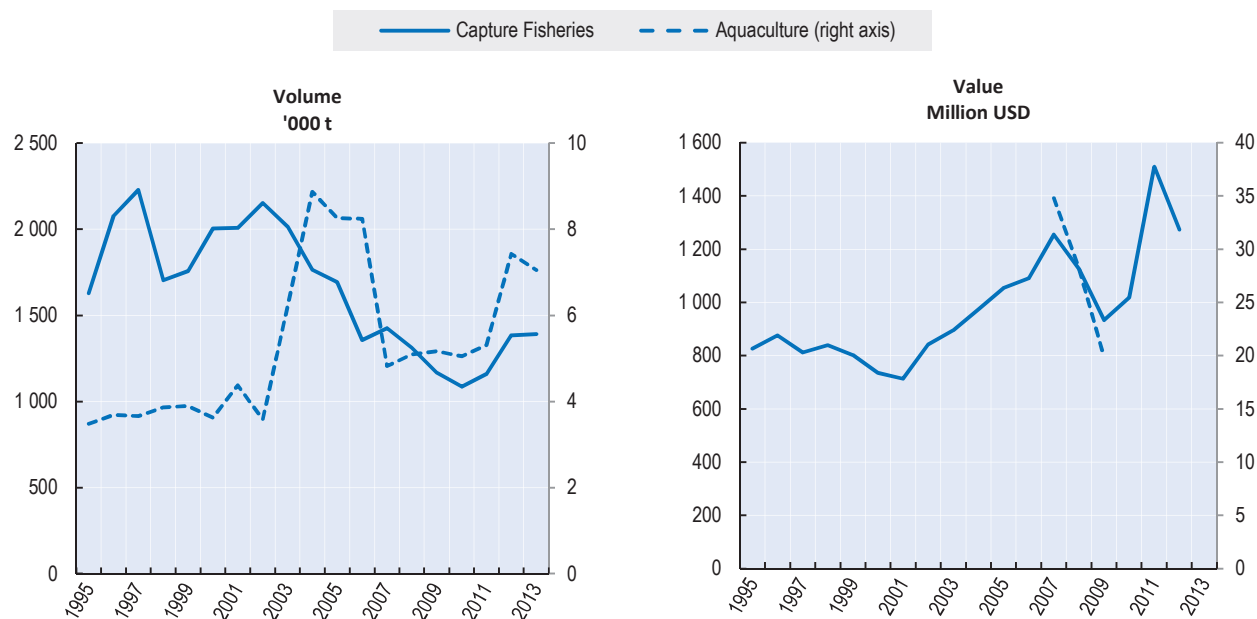 Capture Fisheries Aquaculture (right axis)
Volume
'000 t
2 500 10
2 000 8
1 500 6
1 000 4
500 2
0 0
1995 1997 1999 2001 2003 2005 2007 2009 2011 2013
Value
Million USD
1 600 40
1 400 35
1 200 30
1 000 25
800 20
600 15
400 10
200 5
0 0
1995 1997 1999 2001 2003 2005 2007 2009 2011 2013